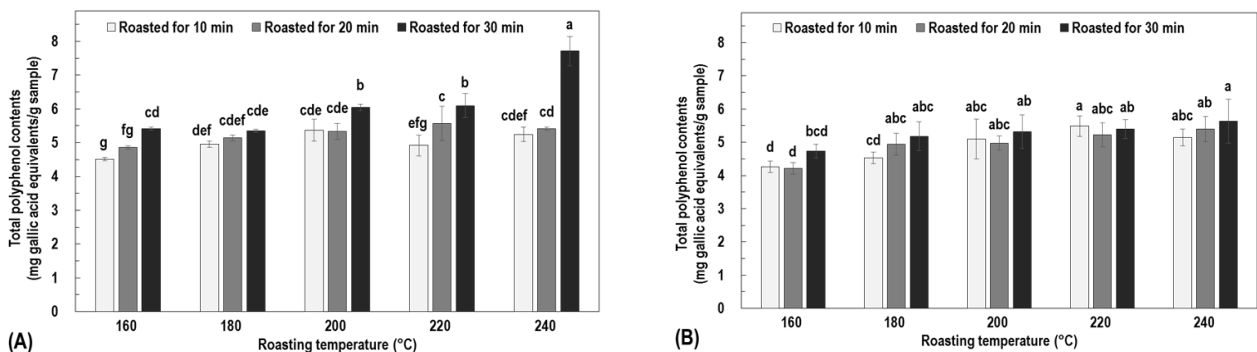 Roasted for 10 min Roasted for 20 min Roasted for 30 min
a
b
b
cd
cde
cde cde
c
cdef cd
g fg
def cdef
efg
Total polyphenol contents
(mg gallic acid equivalents/g sample)
8
7
6
5
4
3
2
1
0
160 180 200 220 240
Roasting temperature (°C)
(A)
Roasted for 10 min Roasted for 20 min Roasted for 30 min
d d bcd
cd abc abc
abc abc ab
a abc ab
abc abc a
Total polyphenol contents
(mg gallic acid equivalents/g sample)
8
7
6
5
4
3
2
1
0
160 180 200 220 240
Roasting temperature (°C)
(B)